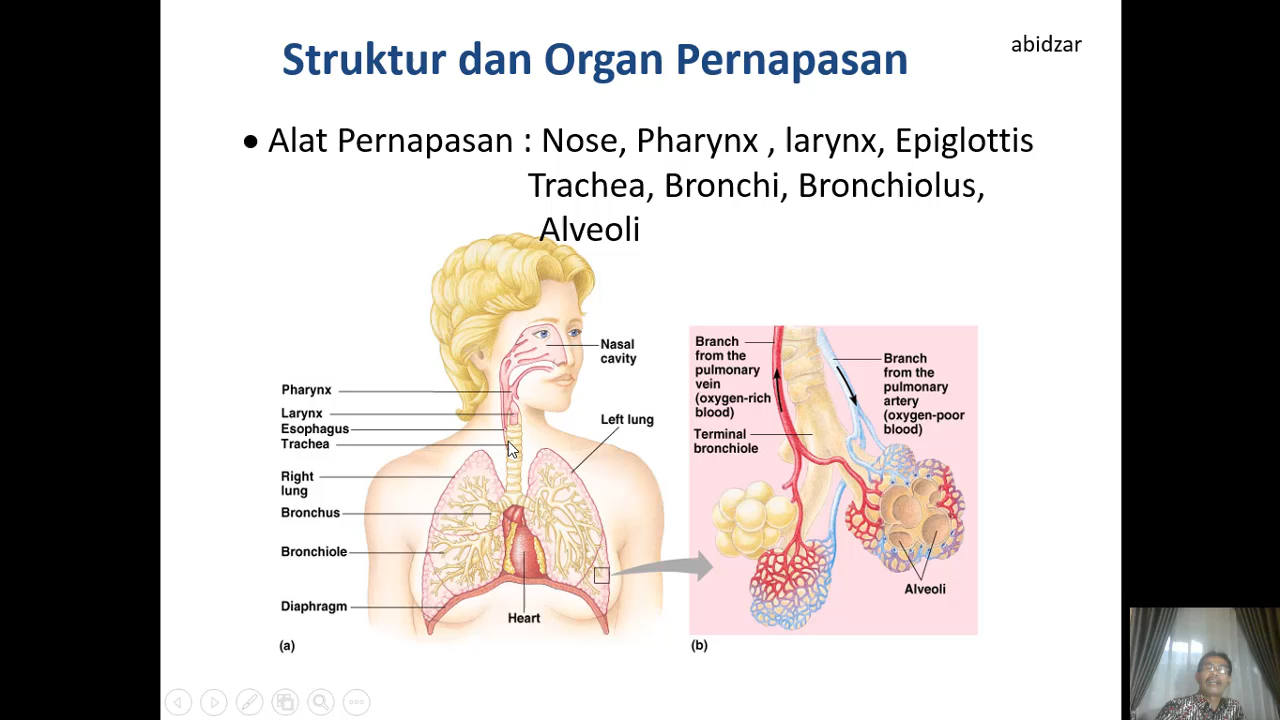 Struktur dan Organ Pernapasan
abidzar
• Alat Pernapasan : Nose, Pharynx , larynx, Epiglottis
Trachea, Bronchi, Bronchiolus,
Alveoli
Nasal
cavity
Pharynx
Larynx
Esophagus
Trachea
Left lung
Right
lung
Bronchus
Bronchiole
Diaphragm
Heart
(a)
Branch
from the
pulmonary
vein
(oxygen-rich
blood)
Terminal
bronchiole
Branch
from the
pulmonary
artery
(oxygen-poor
blood)
Alveoli
(b)